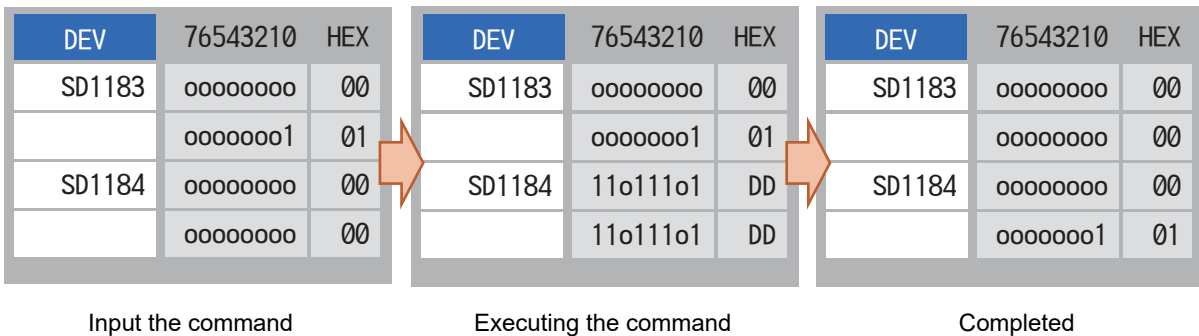 DEV 76543210 HEX
SD1183 oooooooo 00
ooooooo1 01
SD1184 oooooooo 00
oooooooo 00
Input the command
DEV 76543210 HEX
SD1183 oooooooo 00
ooooooo1 01
SD1184 11o111o1 DD
11o111o1 DD
Executing the command
DEV 76543210 HEX
SD1183 oooooooo 00
oooooooo 00
SD1184 oooooooo 00
ooooooo1 01
Completed